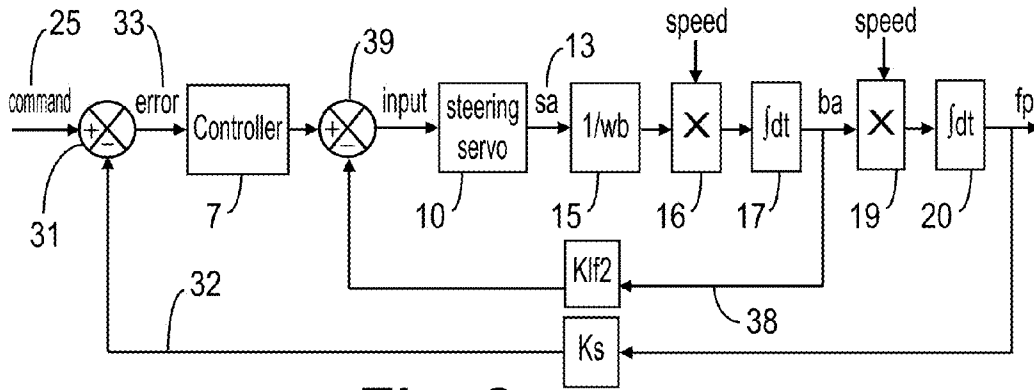 25
33
39
13
speed
speed
command
error
input
sa
ba
fp
+
−
Controller
+
−
steering
servo
1/wb
X
∫dt
X
∫dt
31
7
10
15
16
17
19
20
32
Klf2
38
Ks